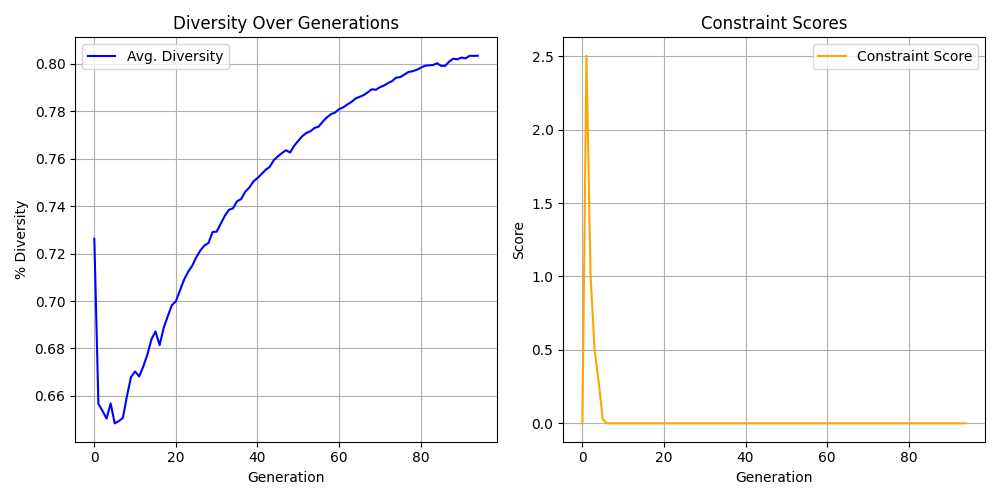 Diversity Over Generations
Avg. Diversity
% Diversity
0.80
0.78
0.76
0.74
0.72
0.70
0.68
0.66
0 20 40 60 80
Generation
Constraint Scores
Constraint Score
Score
2.5
2.0
1.5
1.0
0.5
0.0
0 20 40 60 80
Generation